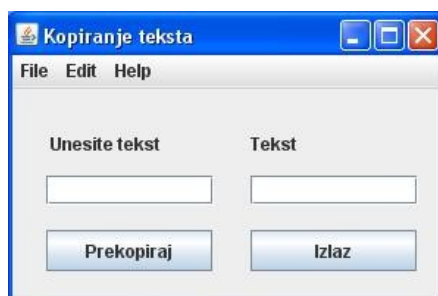 Kopiranje teksta
File Edit Help
Unesite tekst Tekst
Prekopiraj Izlaz